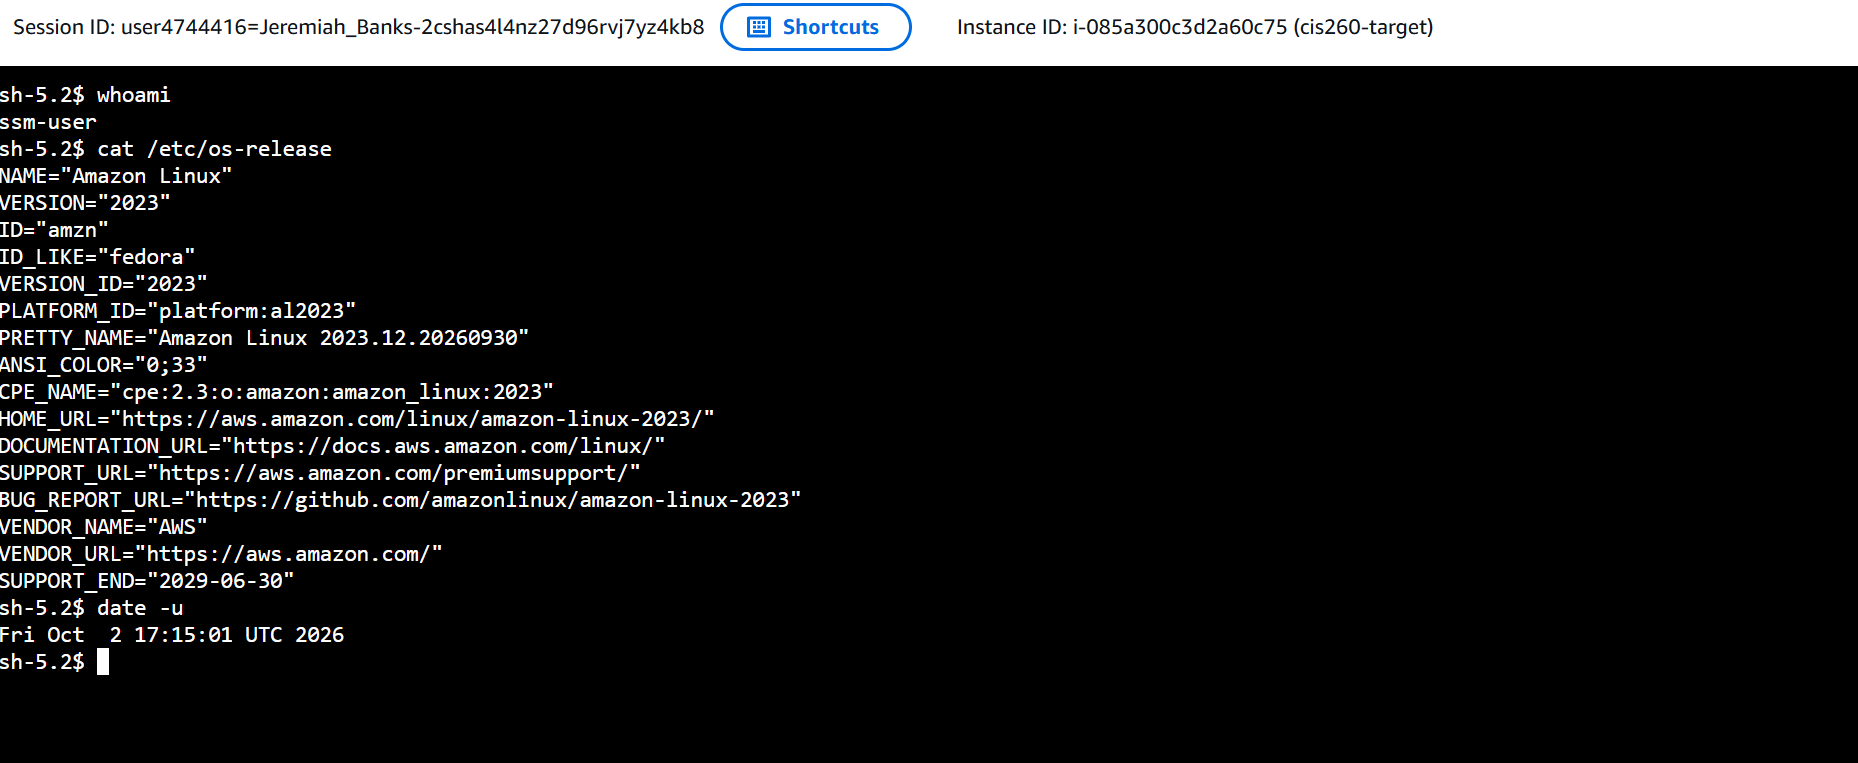 Session ID: user4744416=Jeremiah_Banks-2cshas4l4nz27d96rvj7yz4kb8 Shortcuts Instance ID: i-085a300c3d2a60c75 (cis260-target)
sh-5.2$ whoami
ssm-user
sh-5.2$ cat /etc/os-release
NAME="Amazon Linux"
VERSION="2023"
ID="amzn"
ID_LIKE="fedora"
VERSION_ID="2023"
PLATFORM_ID="platform:al2023"
PRETTY_NAME="Amazon Linux 2023.12.20260930"
ANSI_COLOR="0;33"
CPE_NAME="cpe:2.3:o:amazon:amazon_linux:2023"
HOME_URL="https://aws.amazon.com/linux/amazon-linux-2023/"
DOCUMENTATION_URL="https://docs.aws.amazon.com/linux/"
SUPPORT_URL="https://aws.amazon.com/premiumsupport/"
BUG_REPORT_URL="https://github.com/amazonlinux/amazon-linux-2023"
VENDOR_NAME="AWS"
VENDOR_URL="https://aws.amazon.com/"
SUPPORT_END="2029-06-30"
sh-5.2$ date -u
Fri Oct  2 17:15:01 UTC 2026
sh-5.2$